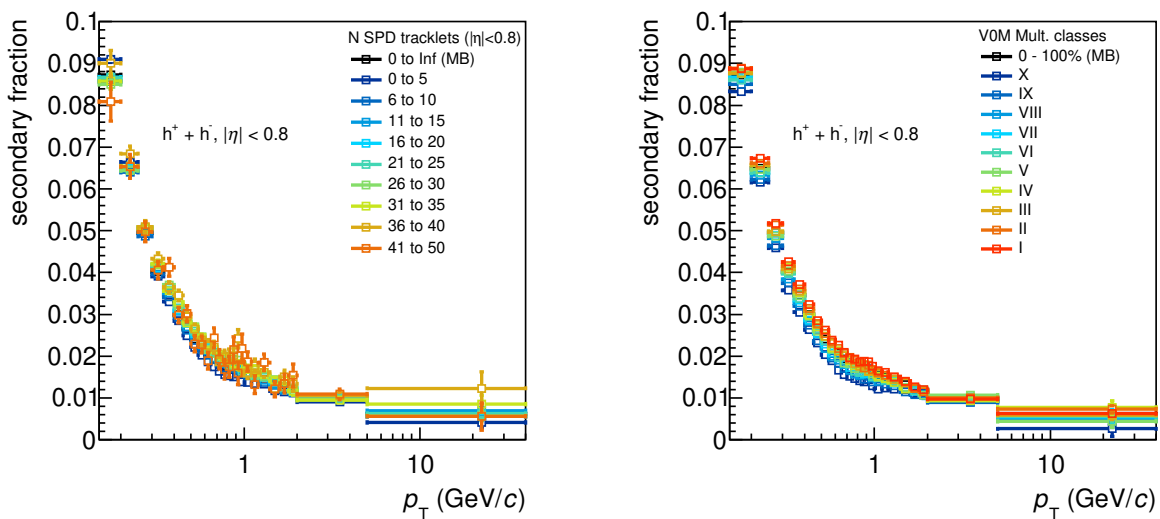 secondary fraction
0.1
0.09
0.08
0.07
0.06
0.05
0.04
0.03
0.02
0.01
0
N SPD tracklets (|η|<0.8)
0 to Inf (MB)
0 to 5
6 to 10
11 to 15
16 to 20
21 to 25
26 to 30
31 to 35
36 to 40
41 to 50
h⁺ + h⁻, |η| < 0.8
1
10
p_T (GeV/c)
secondary fraction
0.1
0.09
0.08
0.07
0.06
0.05
0.04
0.03
0.02
0.01
0
V0M Mult. classes
0 - 100% (MB)
X
IX
VIII
VII
VI
V
IV
III
II
I
h⁺ + h⁻, |η| < 0.8
1
10
p_T (GeV/c)